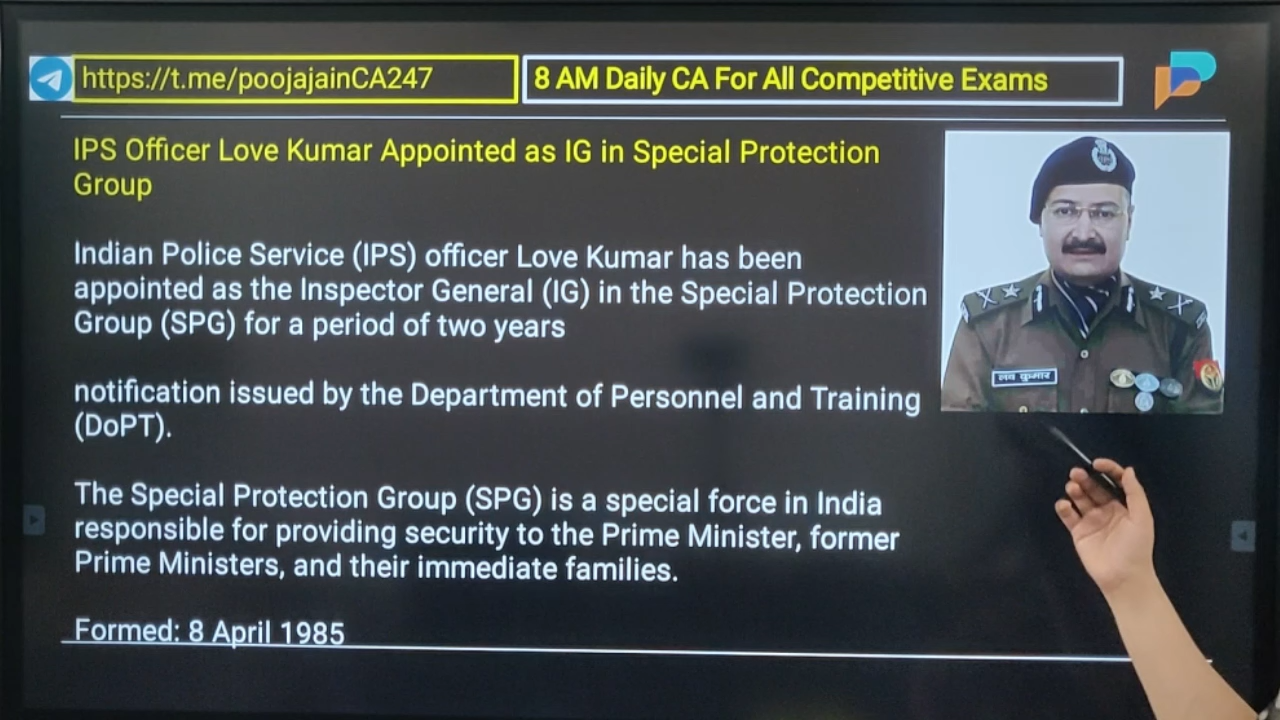 https://t.me/poojajainCA247
8 AM Daily CA For All Competitive Exams
IPS Officer Love Kumar Appointed as IG in Special Protection
Group
Indian Police Service (IPS) officer Love Kumar has been
appointed as the Inspector General (IG) in the Special Protection
Group (SPG) for a period of two years
notification issued by the Department of Personnel and Training
(DoPT).
The Special Protection Group (SPG) is a special force in India
responsible for providing security to the Prime Minister, former
Prime Ministers, and their immediate families.
Formed: 8 April 1985
लव कुमार